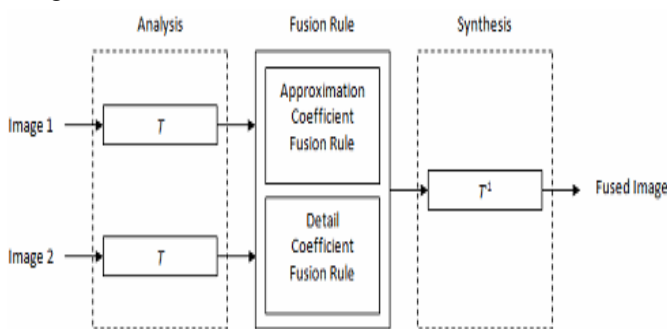 Analysis
Fusion Rule
Synthesis
Image 1
T
Approximation
Coefficient
Fusion Rule
T⁻¹
Fused Image
Image 2
T
Detail
Coefficient
Fusion Rule